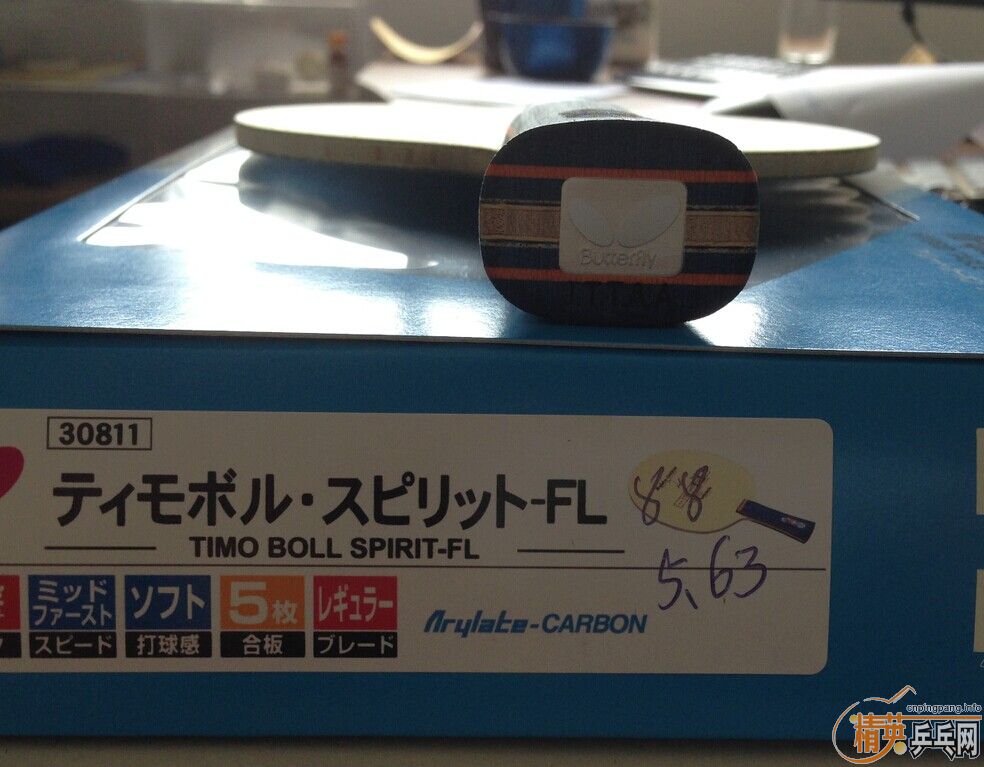 Butterfly
30811
ティモボル・スピリット-FL
TIMO BOLL SPIRIT-FL
88
5.63
ミッドファースト
スピード
ソフト
打球感
5枚
合板
レギュラー
ブレード
Arylate-CARBON
cnpingpang.info
精英乒乓网